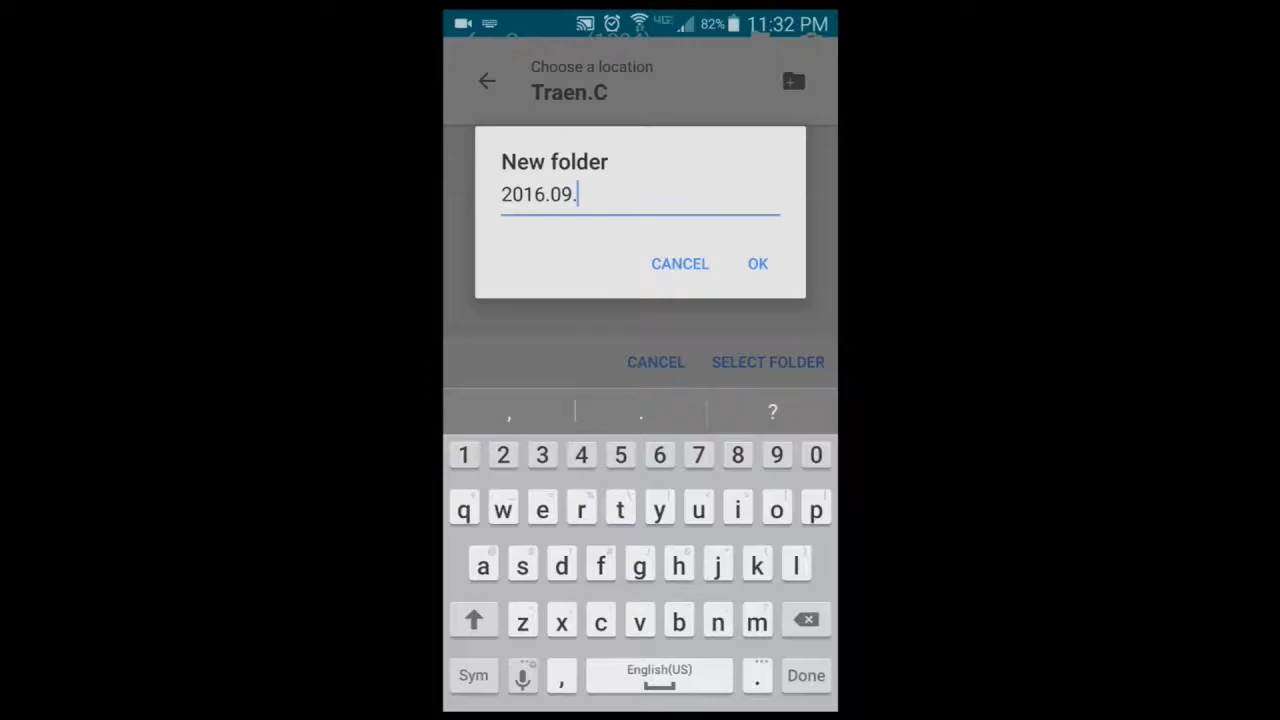 82% 11:32 PM
Choose a location
Traen.C
New folder
2016.09.
CANCEL OK
CANCEL SELECT FOLDER
, . ?
1 2 3 4 5 6 7 8 9 0
q w e r t y u i o p
a s d f g h j k l
z x c v b n m
Sym , English(US) . Done